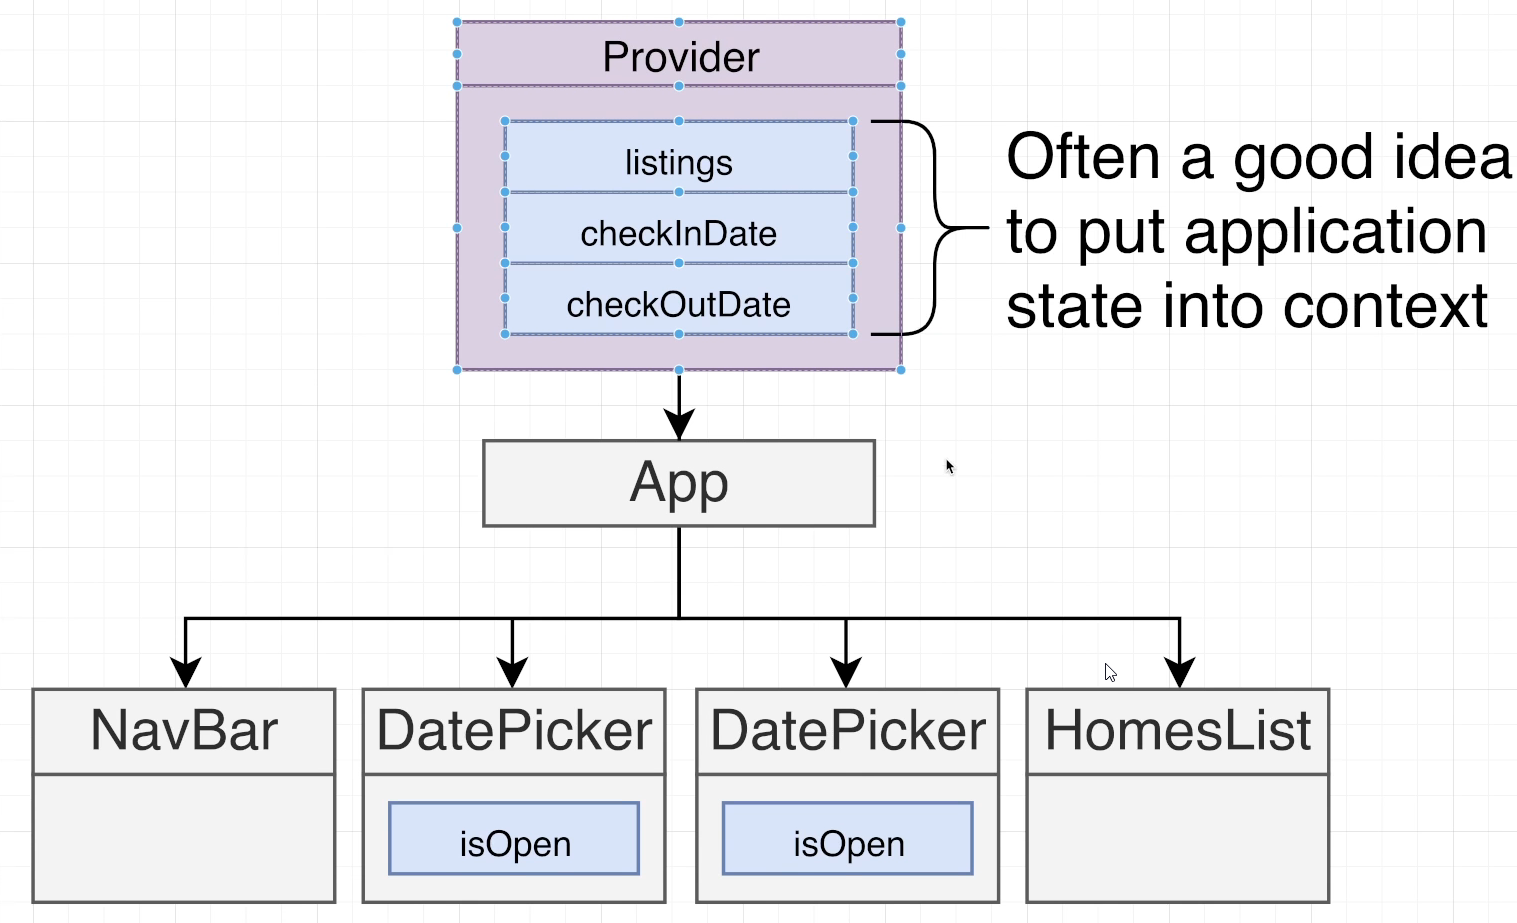 Provider
listings
checkInDate
checkOutDate
Often a good idea
to put application
state into context
App
NavBar
DatePicker
DatePicker
HomesList
isOpen
isOpen